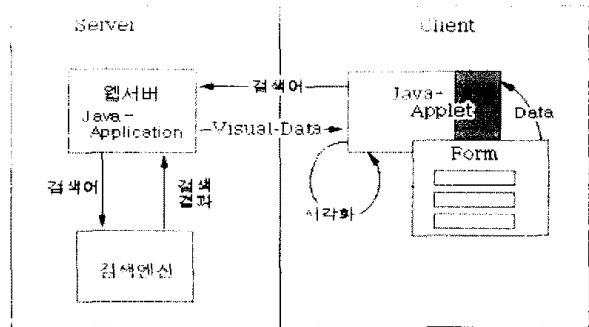 Server
Client
웹서버
Java-
Application
검색어
Visual-Data
Java-
Applet
Data
Form
검색어
검색
결과
시각화
검색엔진